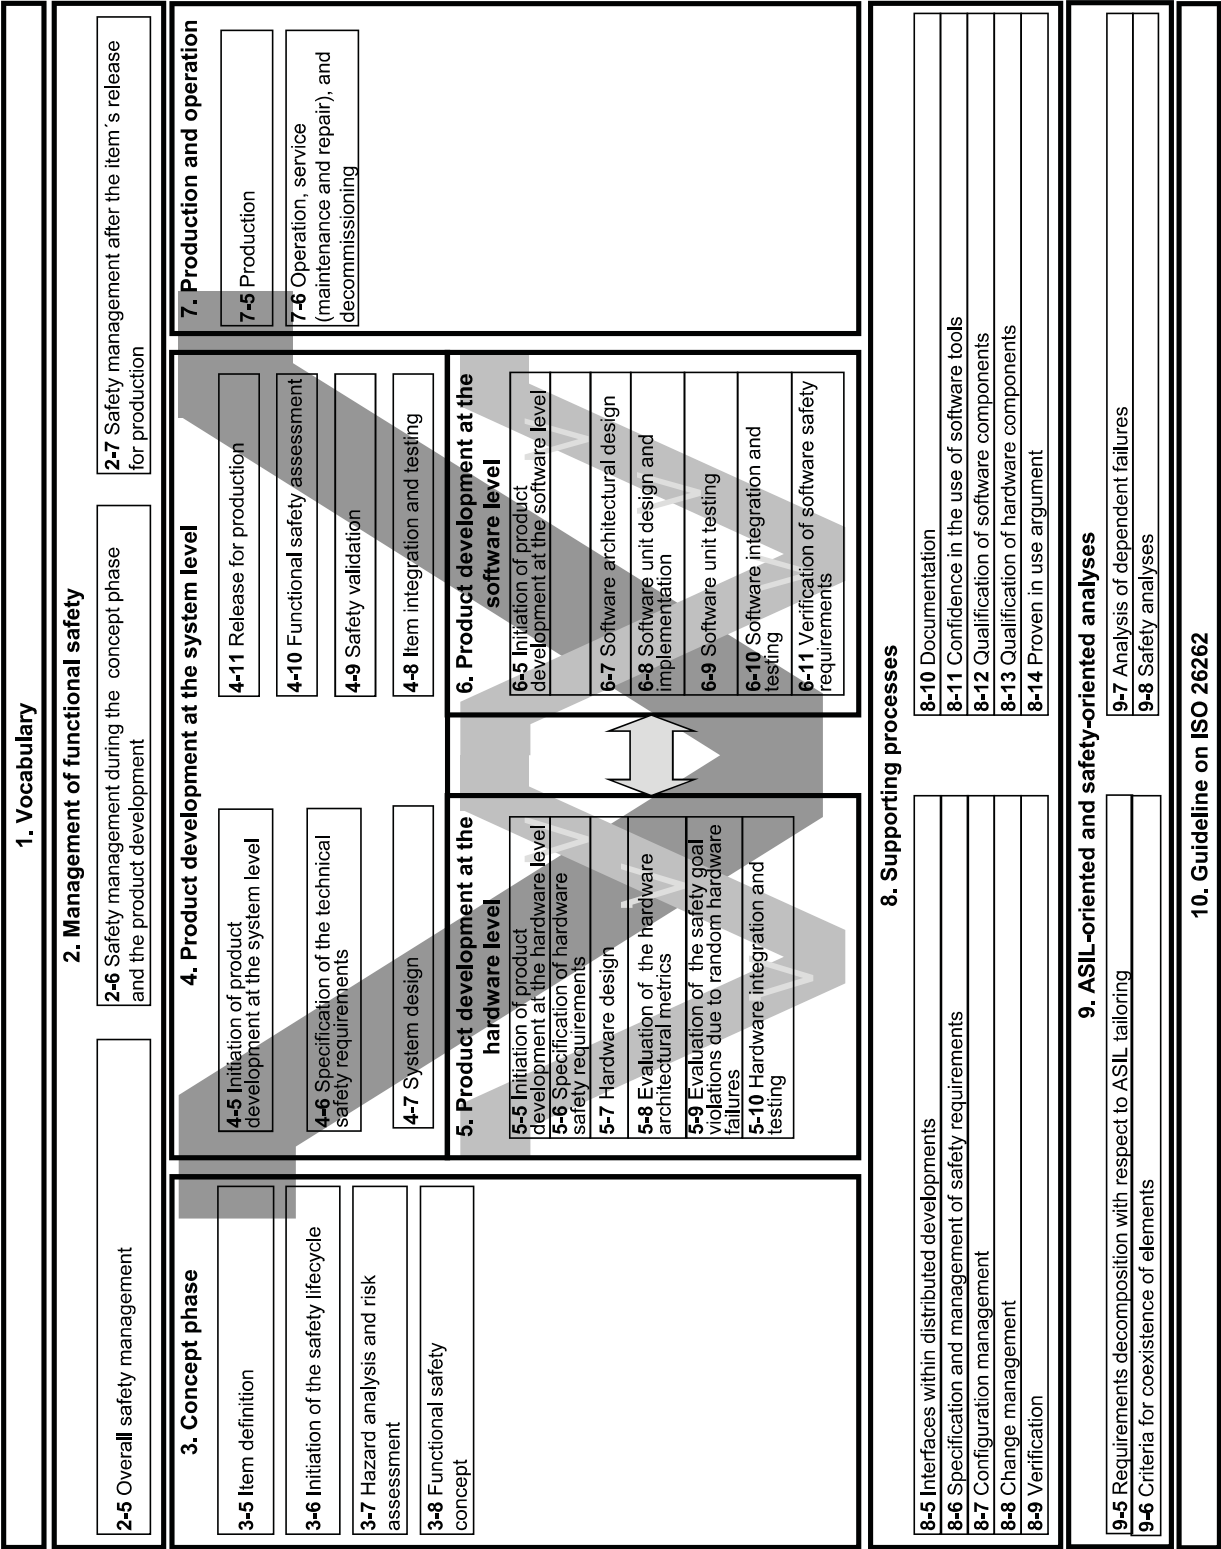 1. Vocabulary
2. Management of functional safety
2-5 Overall safety management
2-6 Safety management during the concept phase
and the product development
2-7 Safety management after the item´s release
for production
3. Concept phase
3-5 Item definition
3-6 Initiation of the safety lifecycle
3-7 Hazard analysis and risk
assessment
3-8 Functional safety
concept
4. Product development at the system level
4-5 Initiation of product
development at the system level
4-6 Specification of the technical
safety requirements
4-7 System design
4-11 Release for production
4-10 Functional safety assessment
4-9 Safety validation
4-8 Item integration and testing
7. Production and operation
7-5 Production
7-6 Operation, service
(maintenance and repair), and
decommissioning
5. Product development at the
hardware level
5-5 Initiation of product
development at the hardware level
5-6 Specification of hardware
safety requirements
5-7 Hardware design
5-8 Evaluation of the hardware
architectural metrics
5-9 Evaluation of the safety goal
violations due to random hardware
failures
5-10 Hardware integration and
testing
6. Product development at the
software level
6-5 Initiation of product
development at the software level
6-7 Software architectural design
6-8 Software unit design and
implementation
6-9 Software unit testing
6-10 Software integration and
testing
6-11 Verification of software safety
requirements
8. Supporting processes
8-5 Interfaces within distributed developments
8-6 Specification and management of safety requirements
8-7 Configuration management
8-8 Change management
8-9 Verification
8-10 Documentation
8-11 Confidence in the use of software tools
8-12 Qualification of software components
8-13 Qualification of hardware components
8-14 Proven in use argument
9. ASIL-oriented and safety-oriented analyses
9-5 Requirements decomposition with respect to ASIL tailoring
9-6 Criteria for coexistence of elements
9-7 Analysis of dependent failures
9-8 Safety analyses
10. Guideline on ISO 26262